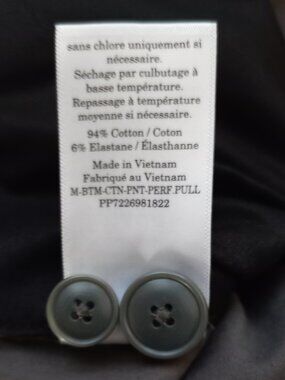 sans chlore uniquement si
nécessaire.
Séchage par culbutage à
basse température.
Repassage à température
moyenne si nécessaire.
94% Cotton / Coton
6% Elastane / Élasthanne
Made in Vietnam
Fabriqué au Vietnam
M-BTM-CTN-PNT-PERF.PULL
PP7226981822